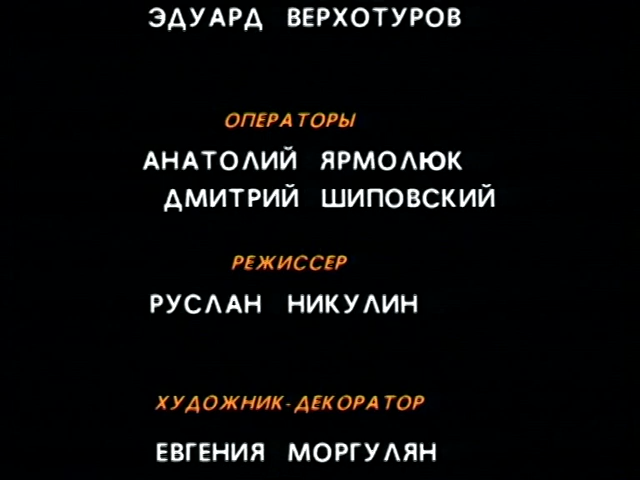 ЭДУАРД ВЕРХОТУРОВ
ОПЕРАТОРЫ
АНАТОЛИЙ ЯРМОЛЮК
ДМИТРИЙ ШИПОВСКИЙ
РЕЖИССЕР
РУСЛАН НИКУЛИН
ХУДОЖНИК-ДЕКОРАТОР
ЕВГЕНИЯ МОРГУЛЯН